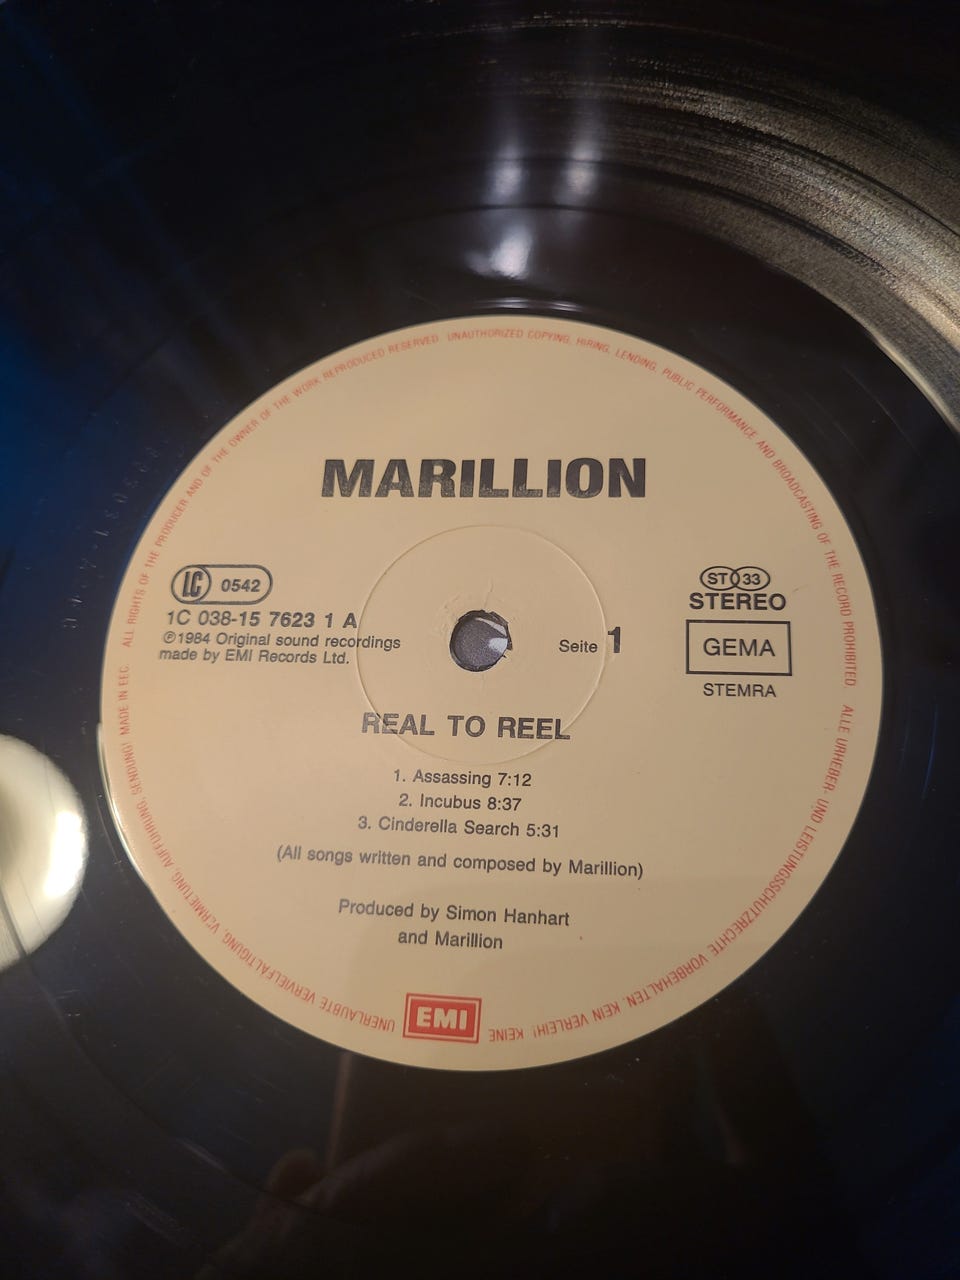 ALL RIGHTS OF THE PRODUCER AND OF THE OWNER OF THE WORK REPRODUCED RESERVED. UNAUTHORIZED COPYING, HIRING, LENDING, PUBLIC PERFORMANCE AND BROADCASTING OF THE RECORD PROHIBITED.
ALLE URHEBER- UND LEISTUNGSSCHUTZRECHTE VORBEHALTEN. KEIN VERLEIH! KEINE
UNERLAUBTE VERVIELFÄLTIGUNG, VERMIETUNG, AUFFÜHRUNG, SENDUNG! MADE IN EEC.
MARILLION
LC 0542
1C 038-15 7623 1 A
℗1984 Original sound recordings
made by EMI Records Ltd.
Seite 1
ST 33
STEREO
GEMA
STEMRA
REAL TO REEL
1. Assassing 7:12
2. Incubus 8:37
3. Cinderella Search 5:31
(All songs written and composed by Marillion)
Produced by Simon Hanhart
and Marillion
EMI